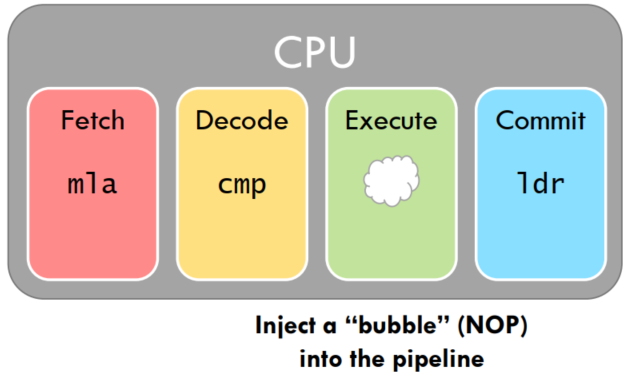 CPU
Fetch
Decode
Execute
Commit
mla
cmp
ldr
Inject a “bubble” (NOP)
into the pipeline